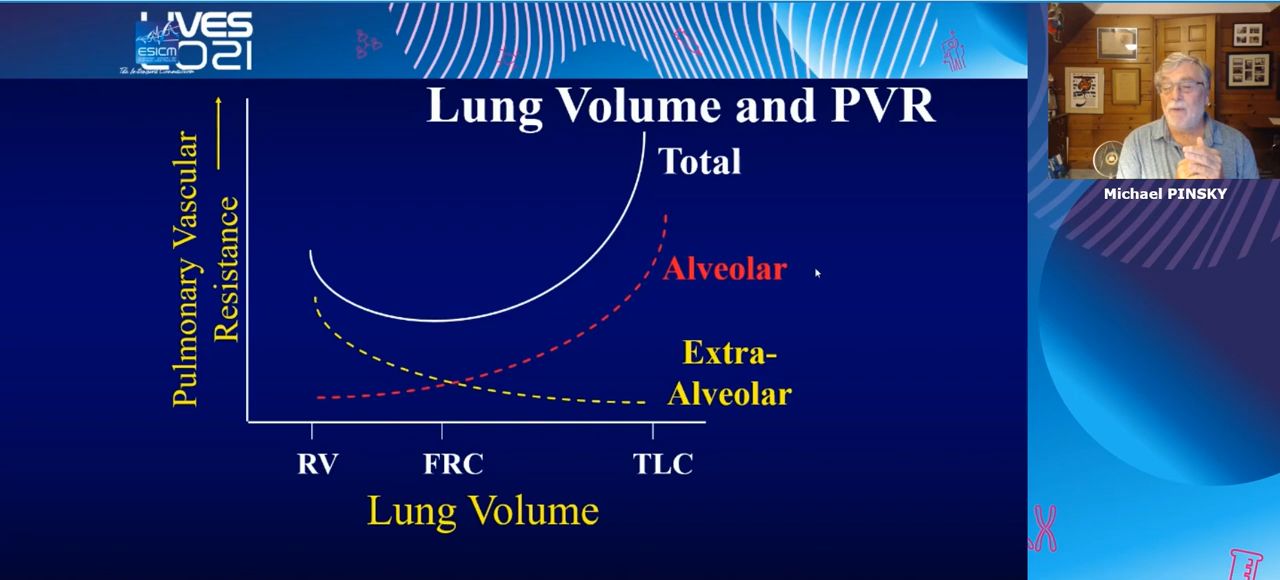 LIVES
ESICM
2021
Lung Volume and PVR
Total
Pulmonary Vascular
Resistance
Alveolar
Extra-
Alveolar
RV
FRC
TLC
Lung Volume
Michael PINSKY